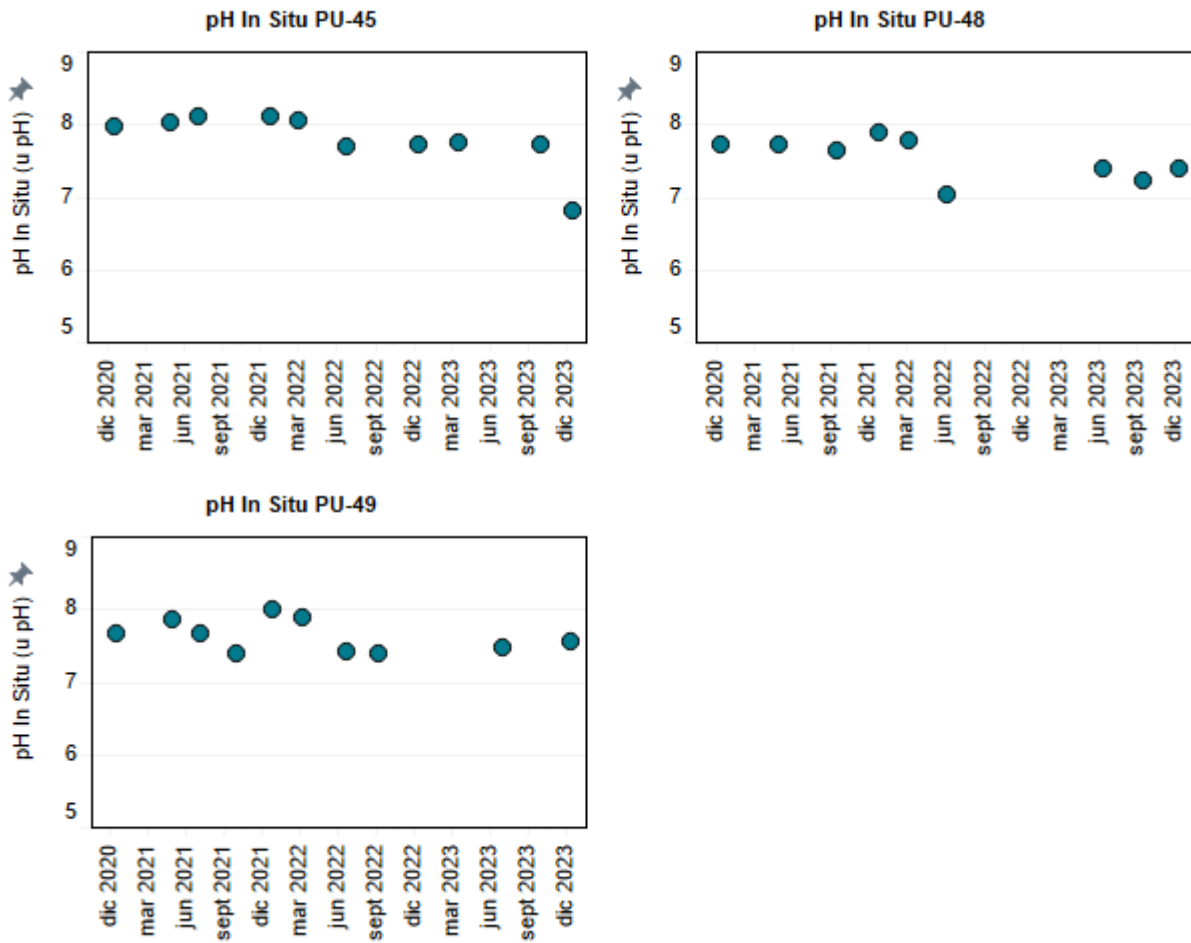 pH In Situ PU-45
pH In Situ (u pH)
9
8
7
6
5
dic 2020
mar 2021
jun 2021
sept 2021
dic 2021
mar 2022
jun 2022
sept 2022
dic 2022
mar 2023
jun 2023
sept 2023
dic 2023
pH In Situ PU-48
pH In Situ (u pH)
9
8
7
6
5
dic 2020
mar 2021
jun 2021
sept 2021
dic 2021
mar 2022
jun 2022
sept 2022
dic 2022
mar 2023
jun 2023
sept 2023
dic 2023
pH In Situ PU-49
pH In Situ (u pH)
9
8
7
6
5
dic 2020
mar 2021
jun 2021
sept 2021
dic 2021
mar 2022
jun 2022
sept 2022
dic 2022
mar 2023
jun 2023
sept 2023
dic 2023